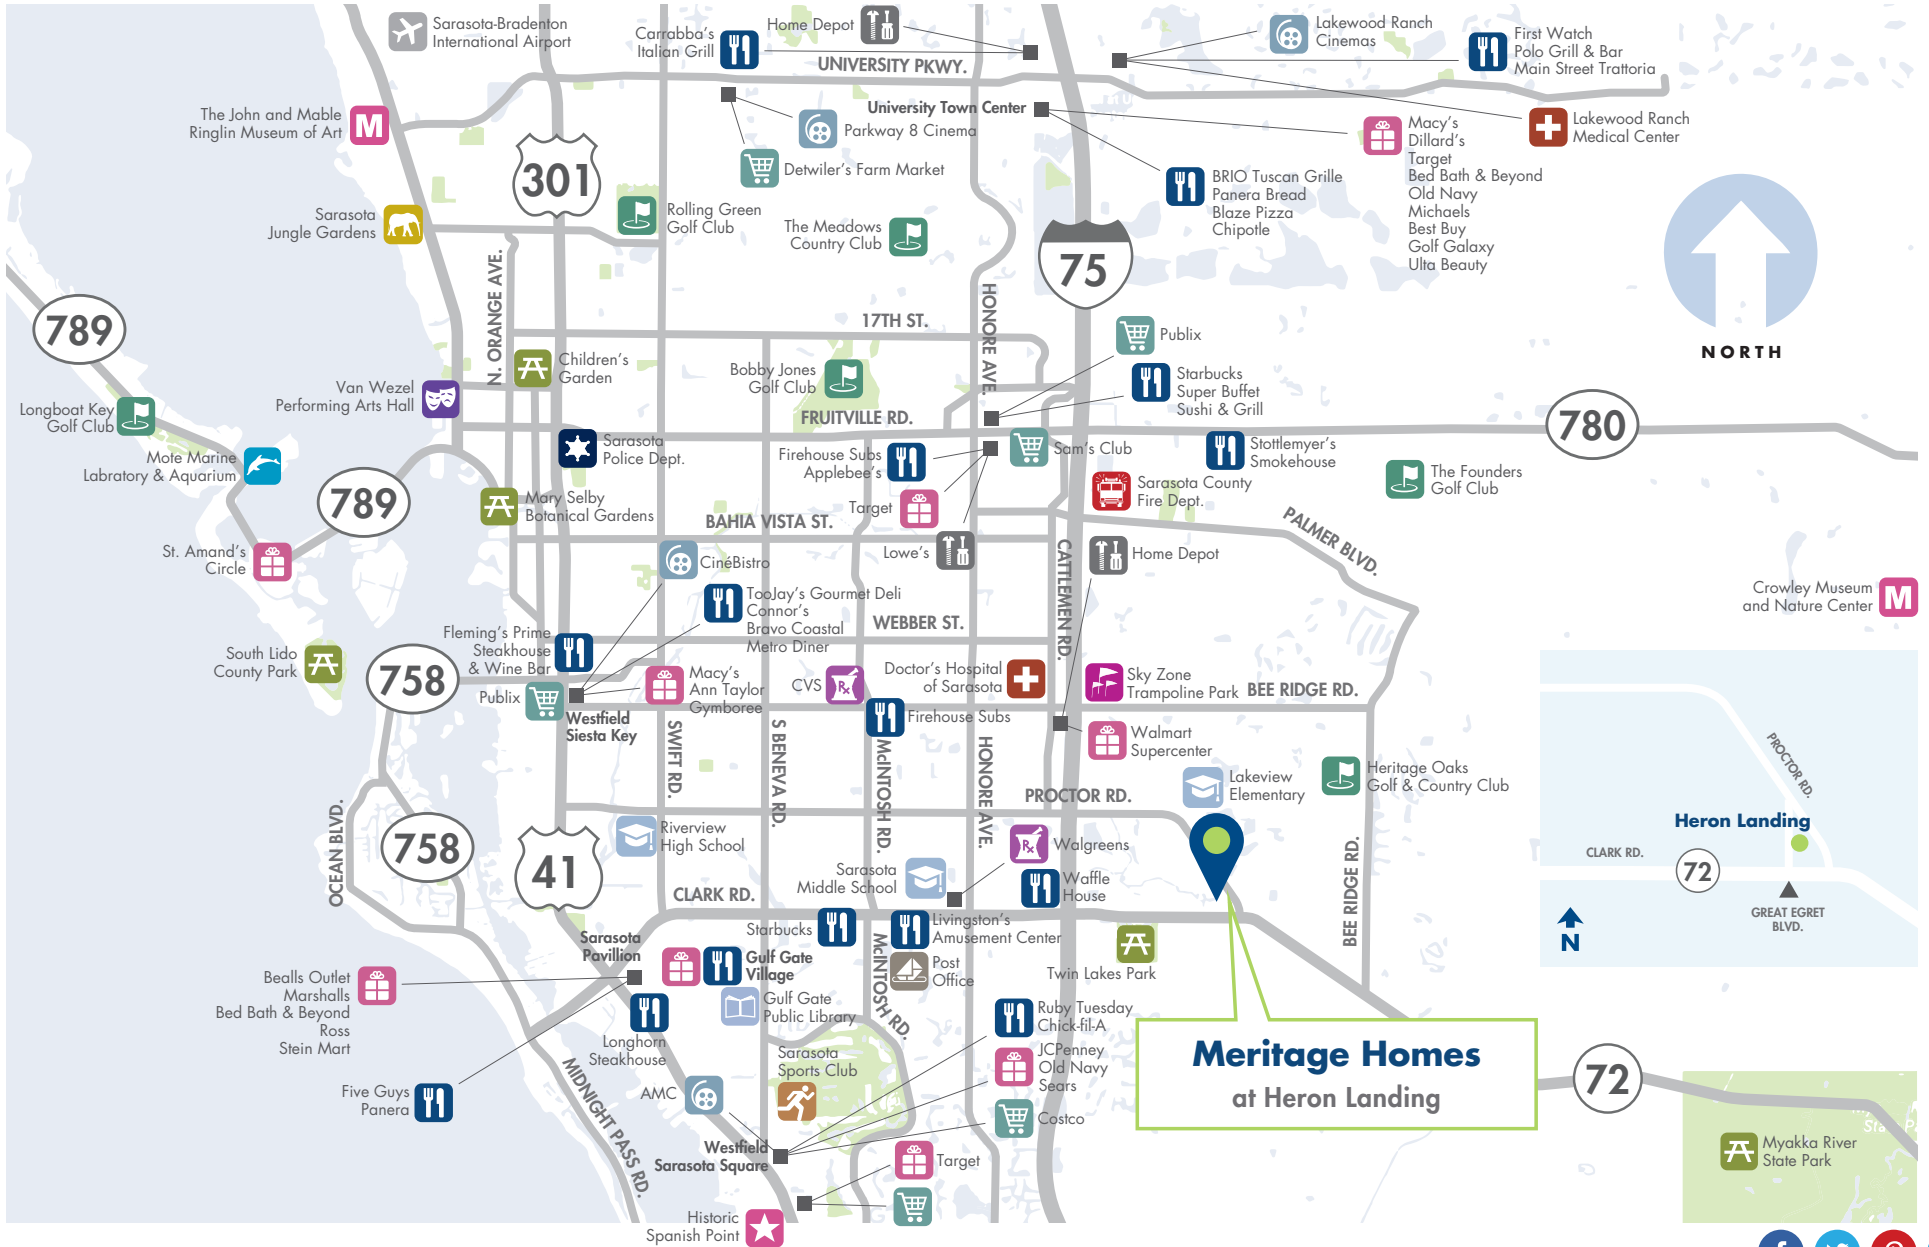 Sarasota-Bradenton
International Airport
Carrabba's
Italian Grill
Home Depot
UNIVERSITY PKWY.
Lakewood Ranch
Cinemas
First Watch
Polo Grill & Bar
Main Street Trattoria
The John and Mable
Ringlin Museum of Art
M
University Town Center
Parkway 8 Cinema
Detwiler's Farm Market
Lakewood Ranch
Medical Center
Macy's
Dillard's
Target
Bed Bath & Beyond
Old Navy
Michaels
Best Buy
Golf Galaxy
Ulta Beauty
BRIO Tuscan Grille
Panera Bread
Blaze Pizza
Chipotle
301
Sarasota
Jungle Gardens
Rolling Green
Golf Club
The Meadows
Country Club
75
NORTH
789
N. ORANGE AVE.
HONORE AVE.
17TH ST.
Publix
Children's
Garden
Bobby Jones
Golf Club
Starbucks
Super Buffet
Sushi & Grill
Van Wezel
Performing Arts Hall
Longboat Key
Golf Club
FRUITVILLE RD.
780
Mote Marine
Labratory & Aquarium
Sarasota
Police Dept.
Firehouse Subs
Applebee's
Sam's Club
Stottlemyer's
Smokehouse
The Founders
Golf Club
Sarasota County
Fire Dept.
789
Mary Selby
Botanical Gardens
Target
BAHIA VISTA ST.
PALMER BLVD.
St. Amand's
Circle
CinéBistro
Lowe's
CATTLEMEN RD.
Home Depot
Crowley Museum
and Nature Center
M
TooJay's Gourmet Deli
Connor's
Bravo Coastal
Metro Diner
WEBBER ST.
Fleming's Prime
Steakhouse
& Wine Bar
South Lido
County Park
758
Publix
Westfield
Siesta Key
Macy's
Ann Taylor
Gymboree
CVS
Rx
Doctor's Hospital
of Sarasota
Sky Zone
Trampoline Park
BEE RIDGE RD.
Firehouse Subs
SWIFT RD.
S BENEVA RD.
McINTOSH RD.
HONORE AVE.
Walmart
Supercenter
Lakeview
Elementary
Heritage Oaks
Golf & Country Club
PROCTOR RD.
PROCTOR RD.
Heron Landing
CLARK RD.
72
GREAT EGRET
BLVD.
N
OCEAN BLVD.
758
41
Riverview
High School
Rx
Walgreens
Sarasota
Middle School
Waffle
House
BEE RIDGE RD.
CLARK RD.
Starbucks
Livingston's
Amusement Center
Post
Office
McINTOSH RD.
Twin Lakes Park
Sarasota
Pavillion
Gulf Gate
Village
Gulf Gate
Public Library
Bealls Outlet
Marshalls
Bed Bath & Beyond
Ross
Stein Mart
Longhorn
Steakhouse
Ruby Tuesday
Chick-fil-A
JCPenney
Old Navy
Sears
Sarasota
Sports Club
Five Guys
Panera
MIDNIGHT PASS RD.
AMC
Costco
Westfield
Sarasota Square
Target
Historic
Spanish Point
Meritage Homes
at Heron Landing
72
Myakka River
State Park